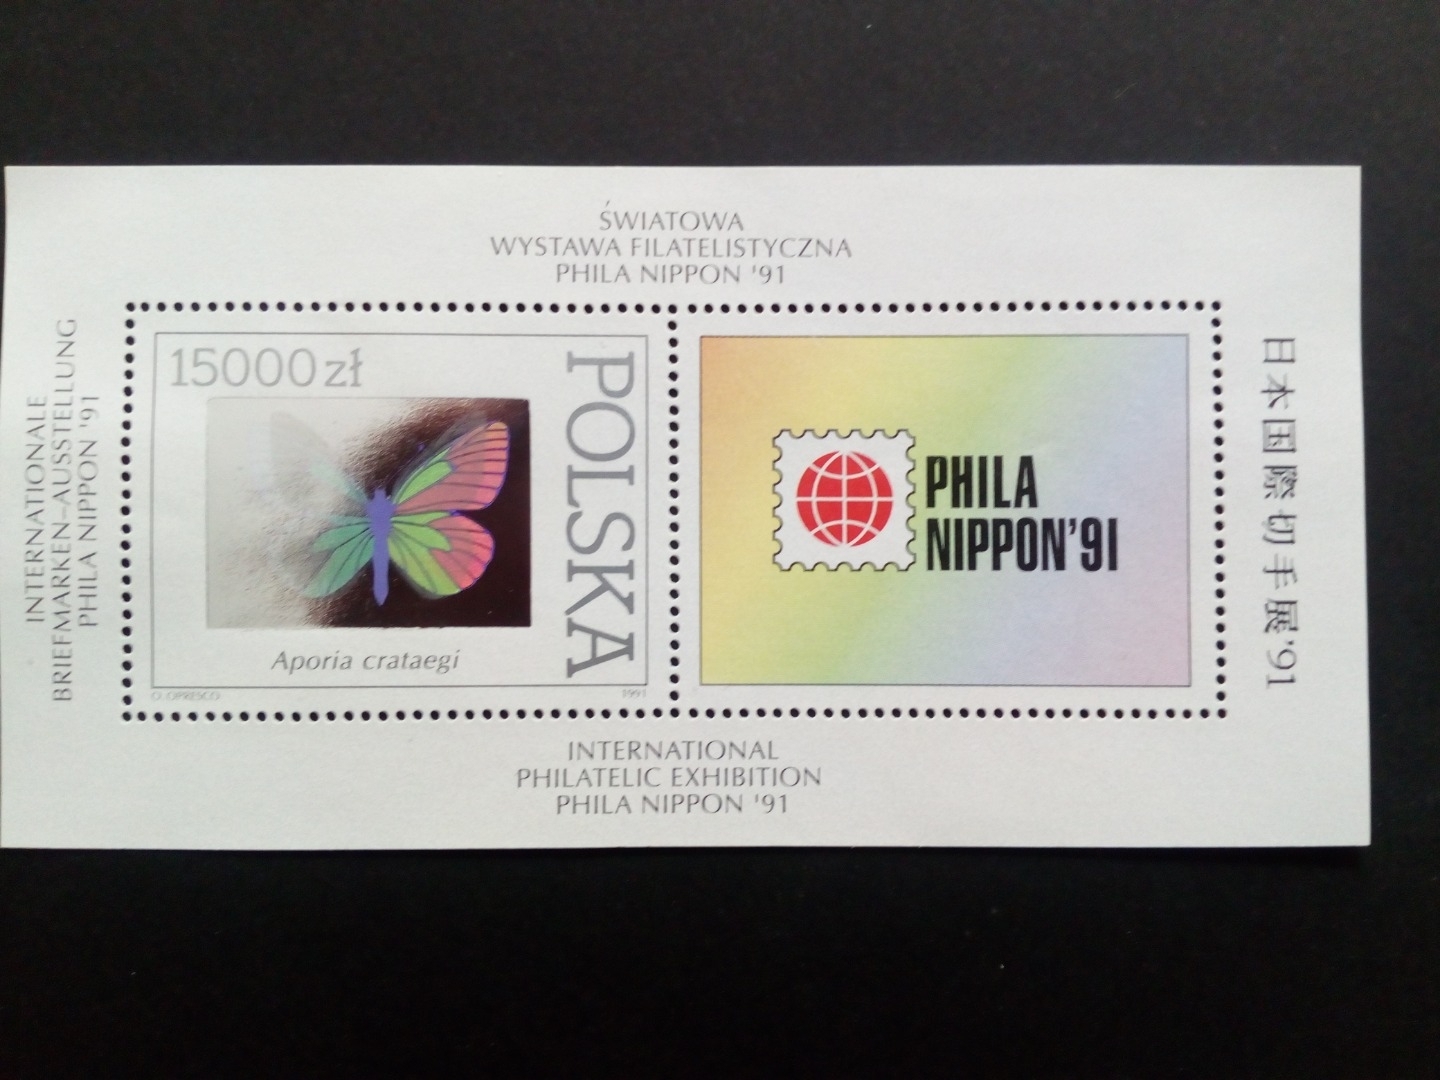 ŚWIATOWA
WYSTAWA FILATELISTYCZNA
PHILA NIPPON '91
INTERNATIONALE
BRIEFMARKEN-AUSSTELLUNG
PHILA NIPPON '91
15000 zł
POLSKA
Aporia crataegi
O. OPRESCO
1991
PHILA
NIPPON'91
日本国際切手展'91
INTERNATIONAL
PHILATELIC EXHIBITION
PHILA NIPPON '91